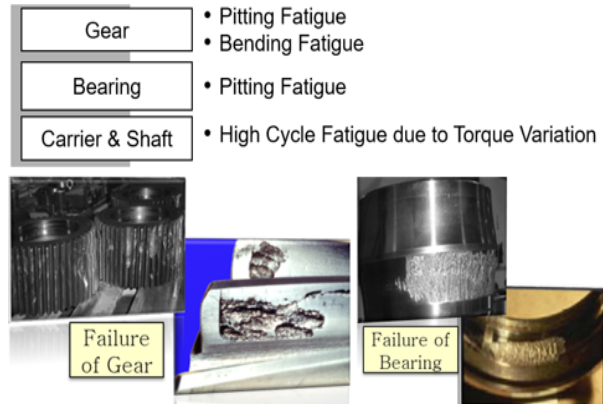 Gear
• Pitting Fatigue
• Bending Fatigue
Bearing
• Pitting Fatigue
Carrier & Shaft
• High Cycle Fatigue due to Torque Variation
Failure
of Gear
Failure of
Bearing